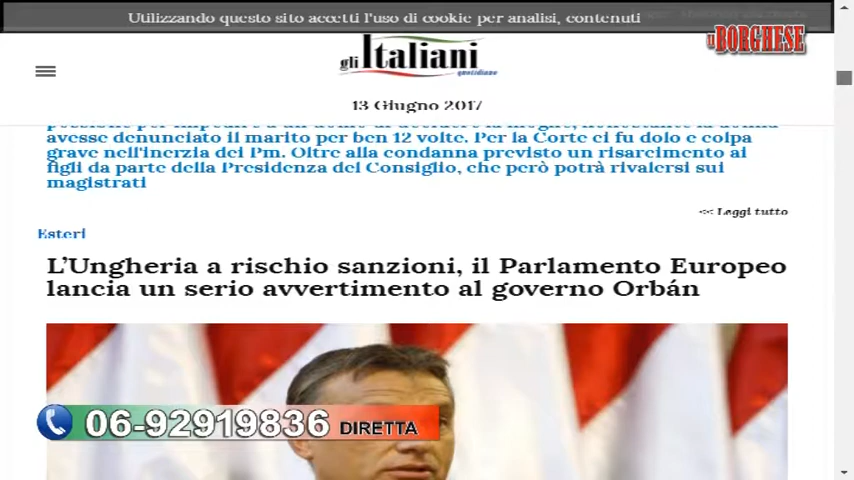 Utilizzando questo sito accetti l'uso di cookie per analisi, contenuti
IL BORGHESE
gli Italiani
quotidiano
13 Giugno 2017
avesse denunciato il marito per ben 12 volte. Per la Corte ci fu dolo e colpa
grave nell'inerzia dei Pm. Oltre alla condanna previsto un risarcimento ai
figli da parte della Presidenza del Consiglio, che però potrà rivalersi sui
magistrati
<< Leggi tutto
Esteri
L'Ungheria a rischio sanzioni, il Parlamento Europeo
lancia un serio avvertimento al governo Orbán
06-92919836 DIRETTA